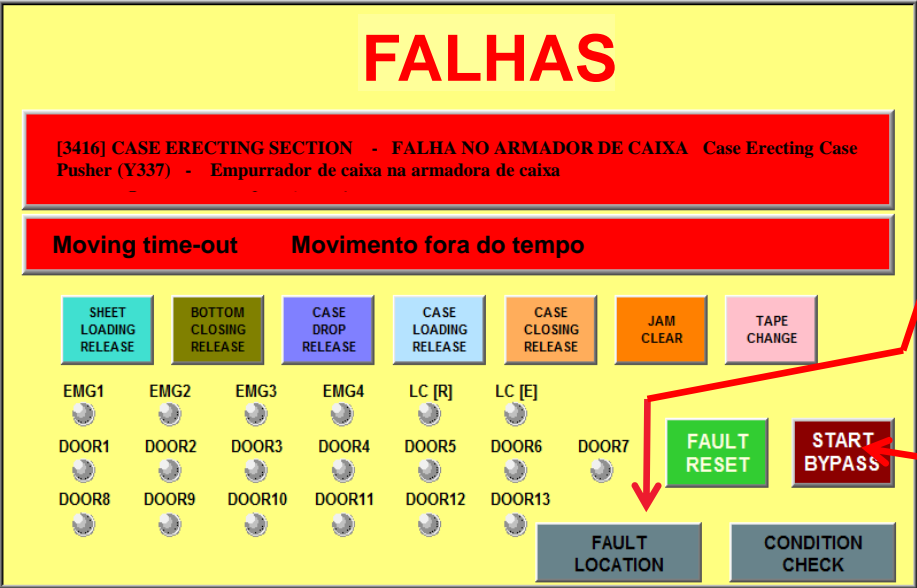 FALHAS
[3416] CASE ERECTING SECTION - FALHA NO ARMADOR DE CAIXA Case Erecting Case
Pusher (Y337) - Empurrador de caixa na armadora de caixa
Moving time-out Movimento fora do tempo
SHEET
LOADING
RELEASE
BOTTOM
CLOSING
RELEASE
CASE
DROP
RELEASE
CASE
LOADING
RELEASE
CASE
CLOSING
RELEASE
JAM
CLEAR
TAPE
CHANGE
EMG1 EMG2 EMG3 EMG4 LC [R] LC [E]
DOOR1 DOOR2 DOOR3 DOOR4 DOOR5 DOOR6 DOOR7
DOOR8 DOOR9 DOOR10 DOOR11 DOOR12 DOOR13
FAULT
RESET
START
BYPASS
FAULT
LOCATION
CONDITION
CHECK